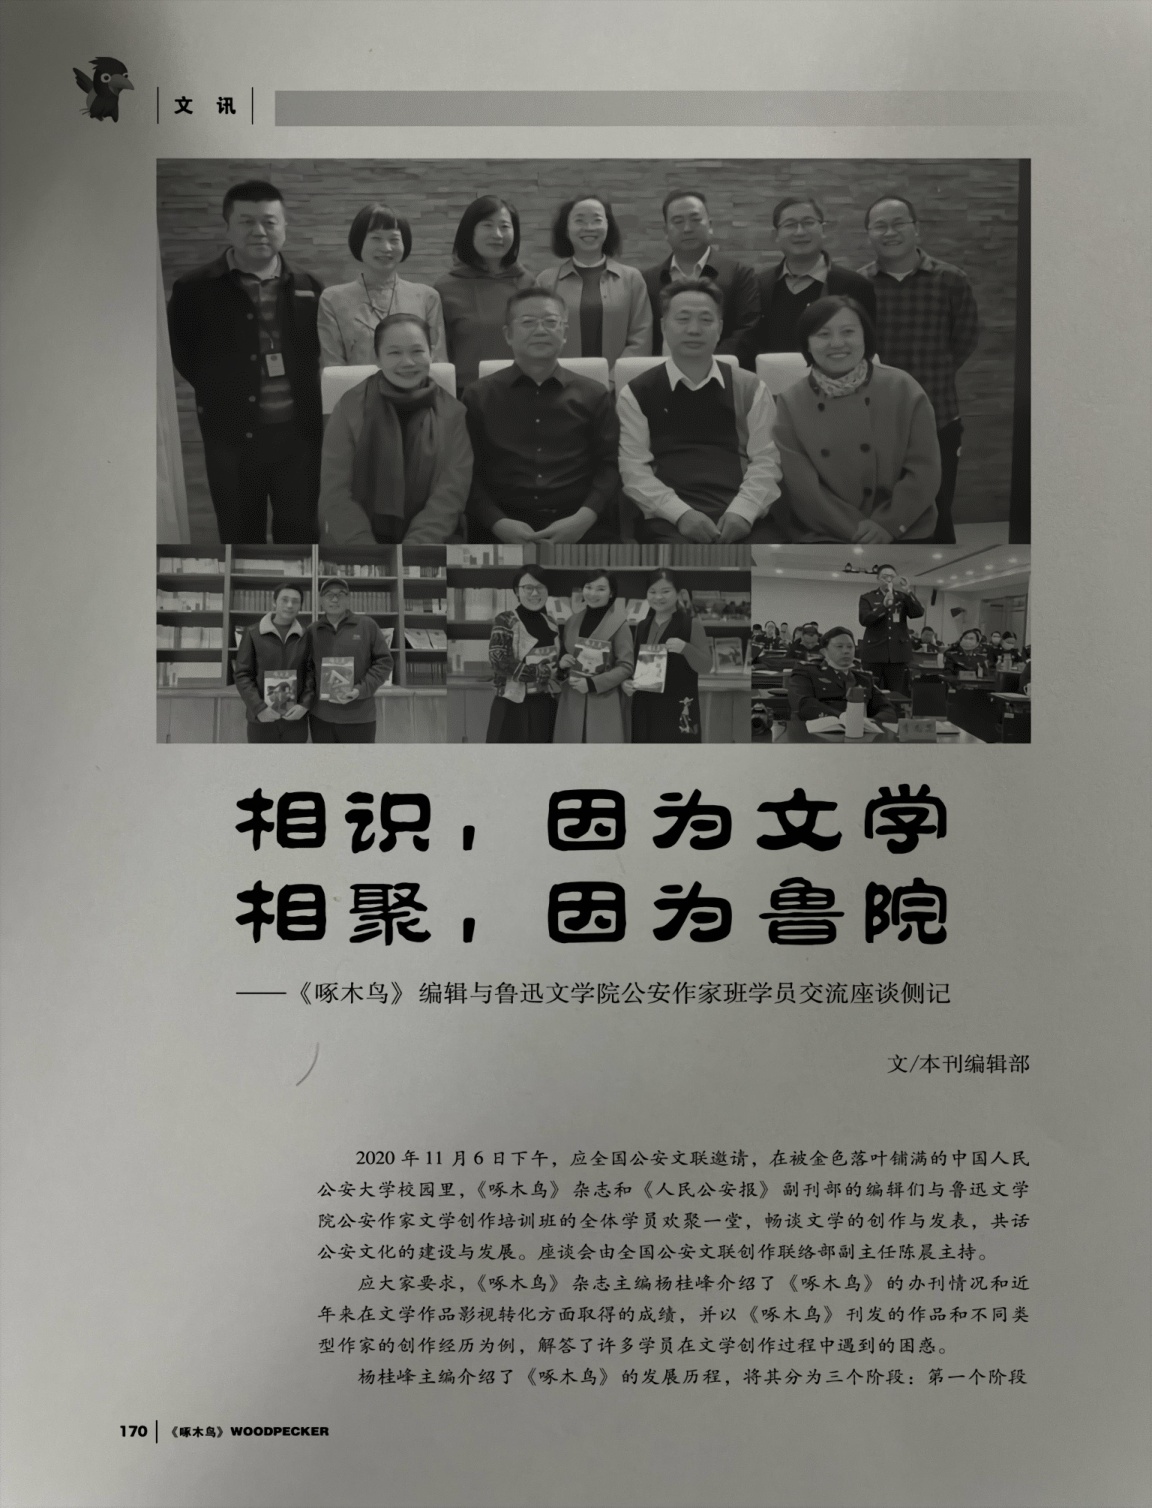 文 讯
相识，因为文学
相聚，因为鲁院
——《啄木鸟》编辑与鲁迅文学院公安作家班学员交流座谈侧记
文/本刊编辑部
2020 年 11 月 6 日下午，应全国公安文联邀请，在被金色落叶铺满的中国人民
公安大学校园里，《啄木鸟》杂志和《人民公安报》副刊部的编辑们与鲁迅文学
院公安作家文学创作培训班的全体学员欢聚一堂，畅谈文学的创作与发表，共话
公安文化的建设与发展。座谈会由全国公安文联创作联络部副主任陈晨主持。
应大家要求，《啄木鸟》杂志主编杨桂峰介绍了《啄木鸟》的办刊情况和近
年来在文学作品影视转化方面取得的成绩，并以《啄木鸟》刊发的作品和不同类
型作家的创作经历为例，解答了许多学员在文学创作过程中遇到的困惑。
杨桂峰主编介绍了《啄木鸟》的发展历程，将其分为三个阶段：第一个阶段
170 《啄木鸟》WOODPECKER